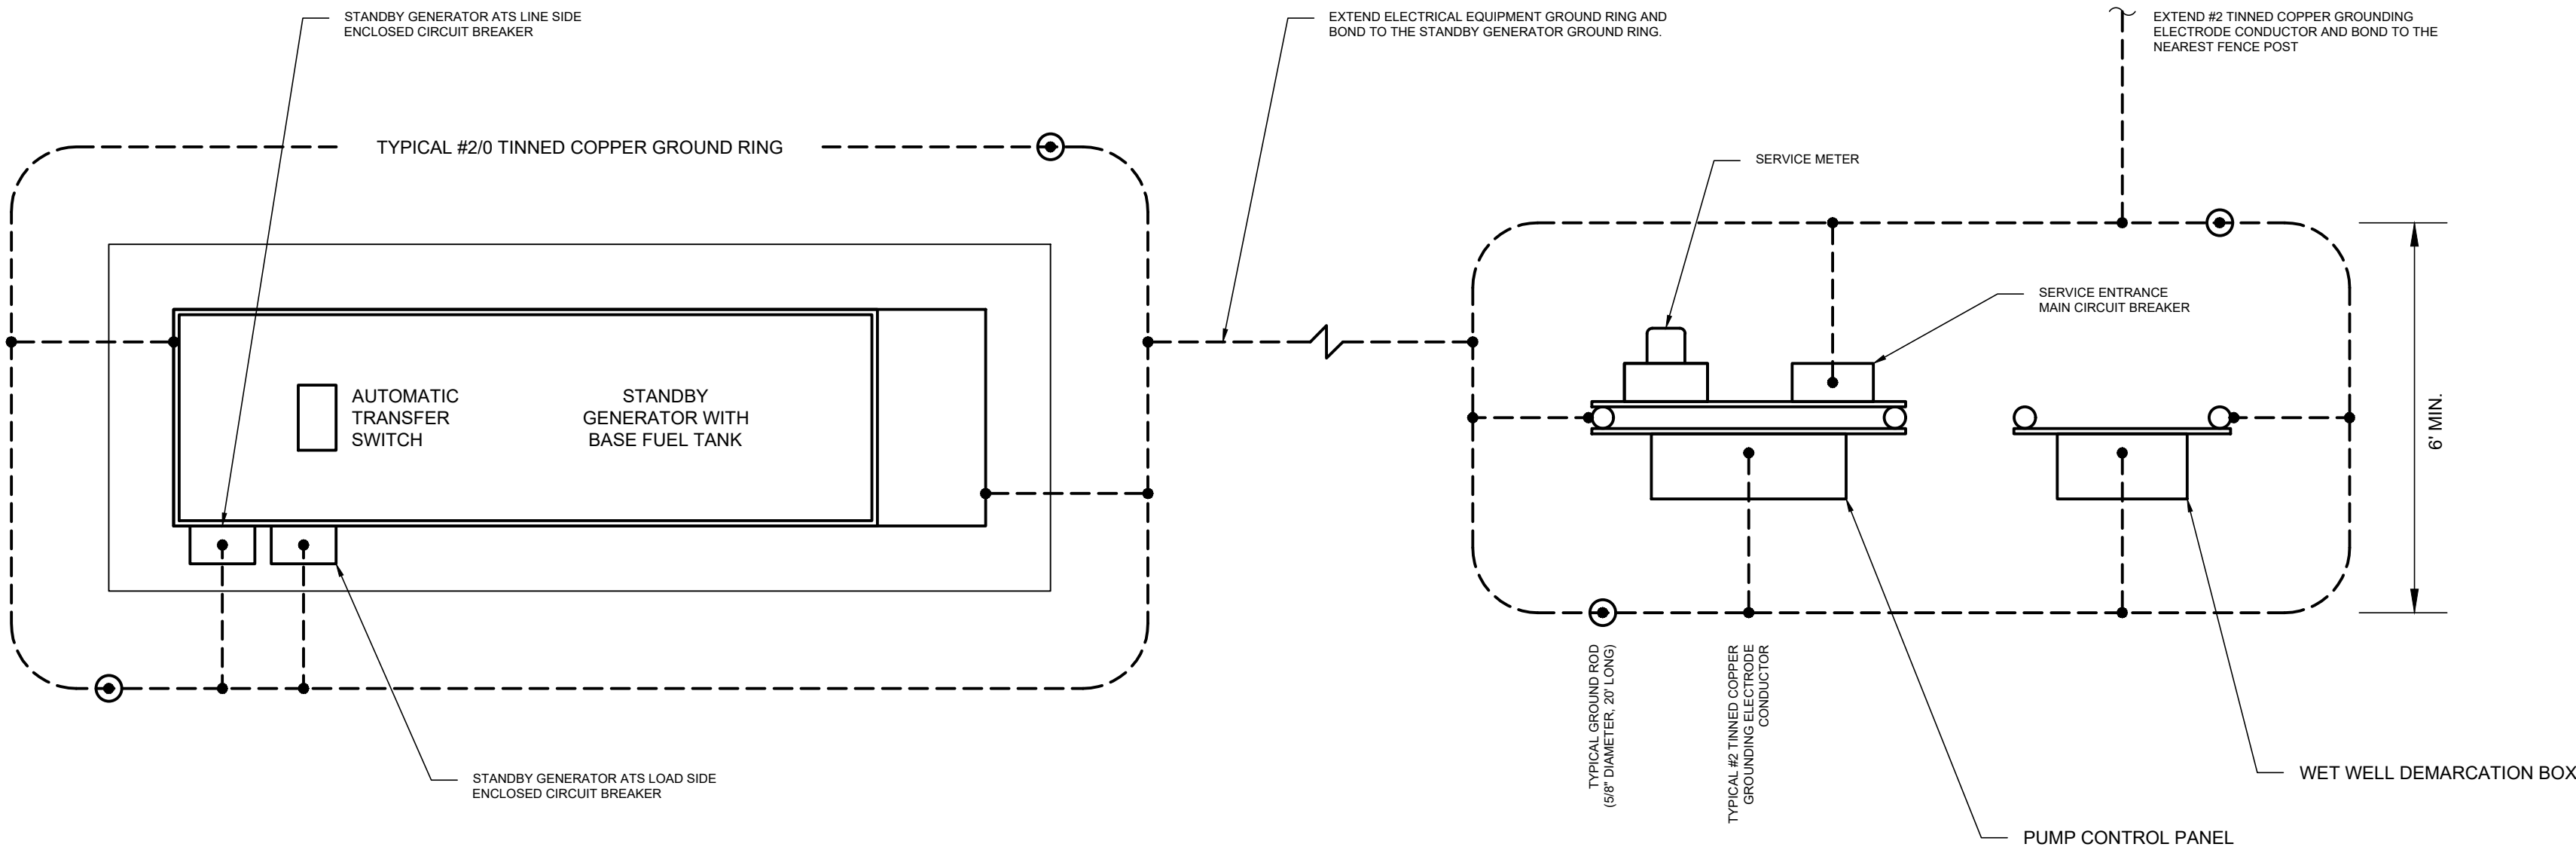 STANDBY GENERATOR ATS LINE SIDE
ENCLOSED CIRCUIT BREAKER
EXTEND ELECTRICAL EQUIPMENT GROUND RING AND
BOND TO THE STANDBY GENERATOR GROUND RING.
EXTEND #2 TINNED COPPER GROUNDING
ELECTRODE CONDUCTOR AND BOND TO THE
NEAREST FENCE POST
TYPICAL #2/0 TINNED COPPER GROUND RING
SERVICE METER
SERVICE ENTRANCE
MAIN CIRCUIT BREAKER
AUTOMATIC
TRANSFER
SWITCH
STANDBY
GENERATOR WITH
BASE FUEL TANK
6' MIN.
TYPICAL GROUND ROD
(5/8" DIAMETER, 20' LONG)
TYPICAL #2 TINNED COPPER
GROUNDING ELECTRODE
CONDUCTOR
STANDBY GENERATOR ATS LOAD SIDE
ENCLOSED CIRCUIT BREAKER
WET WELL DEMARCATION BOX
PUMP CONTROL PANEL